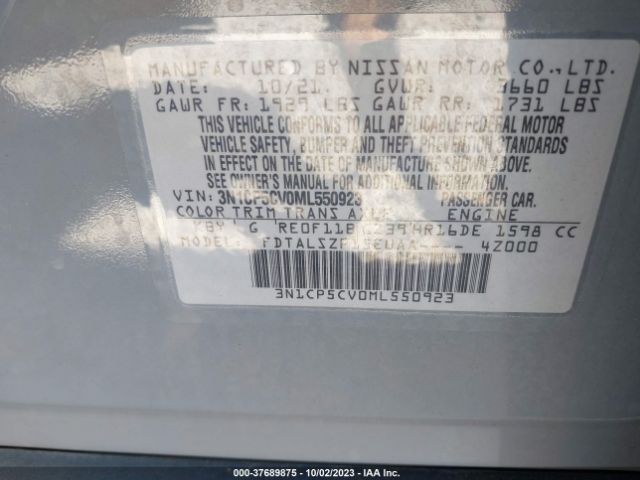 MANUFACTURED BY NISSAN MOTOR CO.,LTD.
DATE: 10/21 GVWR: 3660 LBS
GAWR FR: 1929 LBS GAWR RR: 1731 LBS
THIS VEHICLE CONFORMS TO ALL APPLICABLE FEDERAL MOTOR
VEHICLE SAFETY, BUMPER AND THEFT PREVENTION STANDARDS
IN EFFECT ON THE DATE OF MANUFACTURE SHOWN ABOVE.
SEE OWNER'S MANUAL FOR ADDITIONAL INFORMATION.
VIN: 3N1CP5CV0ML550923 PASSENGER CAR.
COLOR TRIM TRANS AXLE ENGINE
KBY G RE0F11B HR16DE 1598 CC
MODEL: 4Z000
3N1CP5CV0ML550923
000-37689875 - 10/02/2023 - IAA Inc.